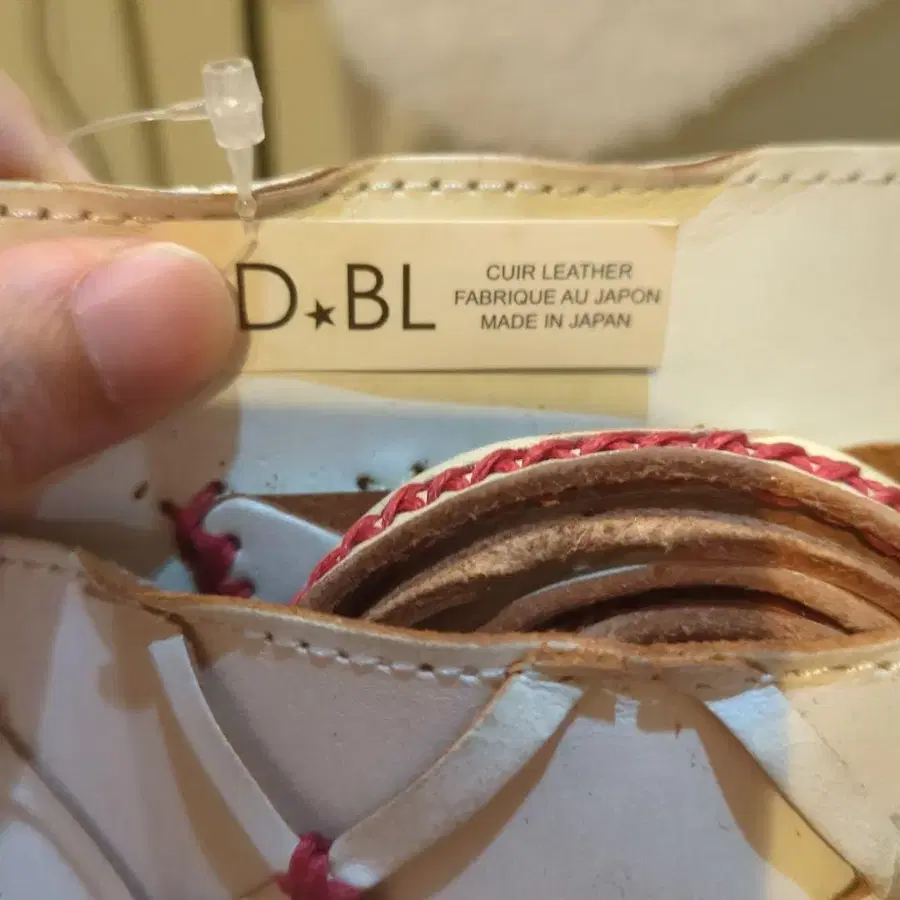 D★BL
CUIR LEATHER
FABRIQUE AU JAPON
MADE IN JAPAN